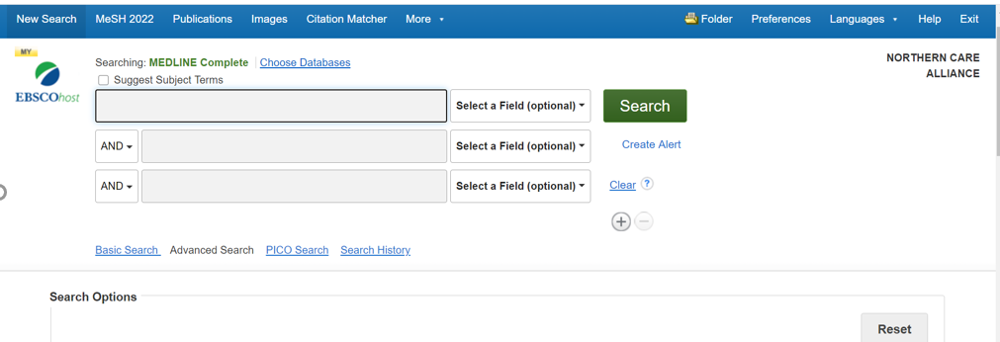 New Search MeSH 2022 Publications Images Citation Matcher More Folder Preferences Languages Help Exit
MY
EBSCOhost
Searching: MEDLINE Complete Choose Databases
NORTHERN CARE
ALLIANCE
Suggest Subject Terms
Select a Field (optional) Search
AND Select a Field (optional) Create Alert
AND Select a Field (optional) Clear ?
Basic Search Advanced Search PICO Search Search History
Search Options
Reset